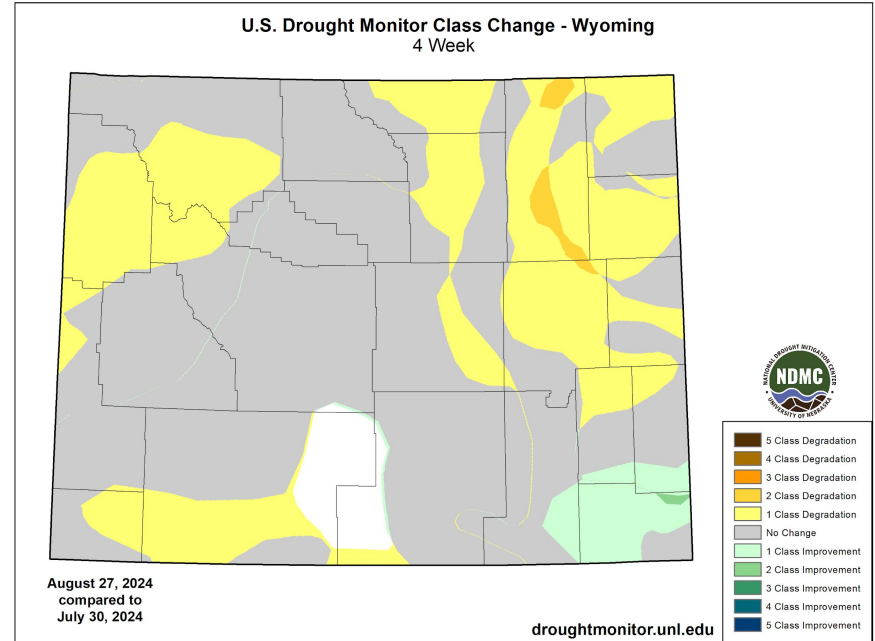 U.S. Drought Monitor Class Change - Wyoming
4 Week
NATIONAL DROUGHT MITIGATION CENTER
NDMC
UNIVERSITY OF NEBRASKA
5 Class Degradation
4 Class Degradation
3 Class Degradation
2 Class Degradation
1 Class Degradation
No Change
1 Class Improvement
2 Class Improvement
3 Class Improvement
4 Class Improvement
5 Class Improvement
August 27, 2024
compared to
July 30, 2024
droughtmonitor.unl.edu